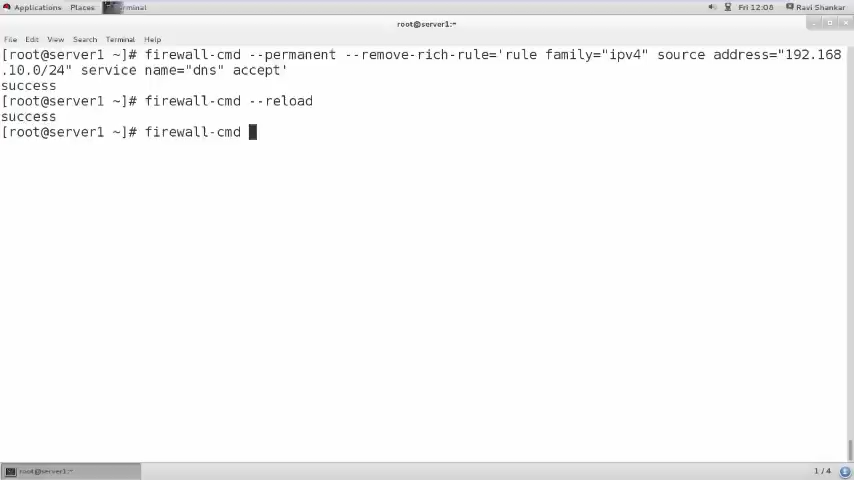 Applications Places Terminal Fri 12:08 Ravi Shankar
root@server1:~
File Edit View Search Terminal Help
[root@server1 ~]# firewall-cmd --permanent --remove-rich-rule='rule family="ipv4" source address="192.168
.10.0/24" service name="dns" accept'
success
[root@server1 ~]# firewall-cmd --reload
success
[root@server1 ~]# firewall-cmd
root@server1:~ 1 / 4